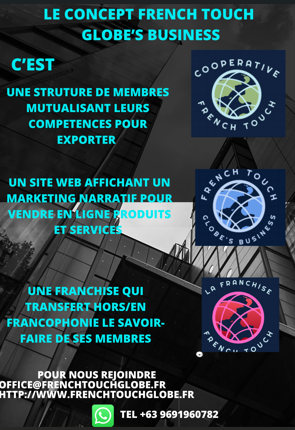 LE CONCEPT FRENCH TOUCH
GLOBE'S BUSINESS
C'EST
UNE STRUTURE DE MEMBRES
MUTUALISANT LEURS
COMPETENCES POUR
EXPORTER
COOPERATIVE
FRENCH TOUCH
UN SITE WEB AFFICHANT UN
MARKETING NARRATIF POUR
VENDRE EN LIGNE PRODUITS
ET SERVICES
FRENCH TOUCH
GLOBE'S BUSINESS
UNE FRANCHISE QUI
TRANSFERT HORS/EN
FRANCOPHONIE LE SAVOIR-
FAIRE DE SES MEMBRES
LA FRANCHISE
FRENCH TOUCH
POUR NOUS REJOINDRE
OFFICE@FRENCHTOUCHGLOBE.FR
HTTP://WWW.FRENCHTOUCHGLOBE.FR
TEL +63 9691960782